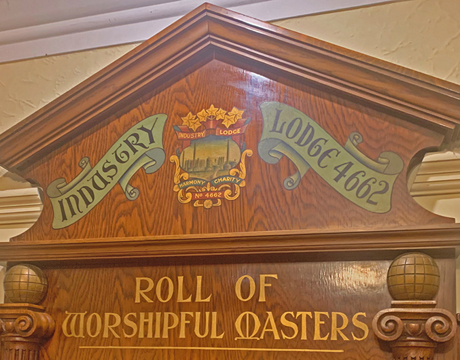 INDUSTRY
LODGE 4662
INDUSTRY LODGE
HARMONY CHARITY
No 4662
ROLL OF
WORSHIPFUL MASTERS